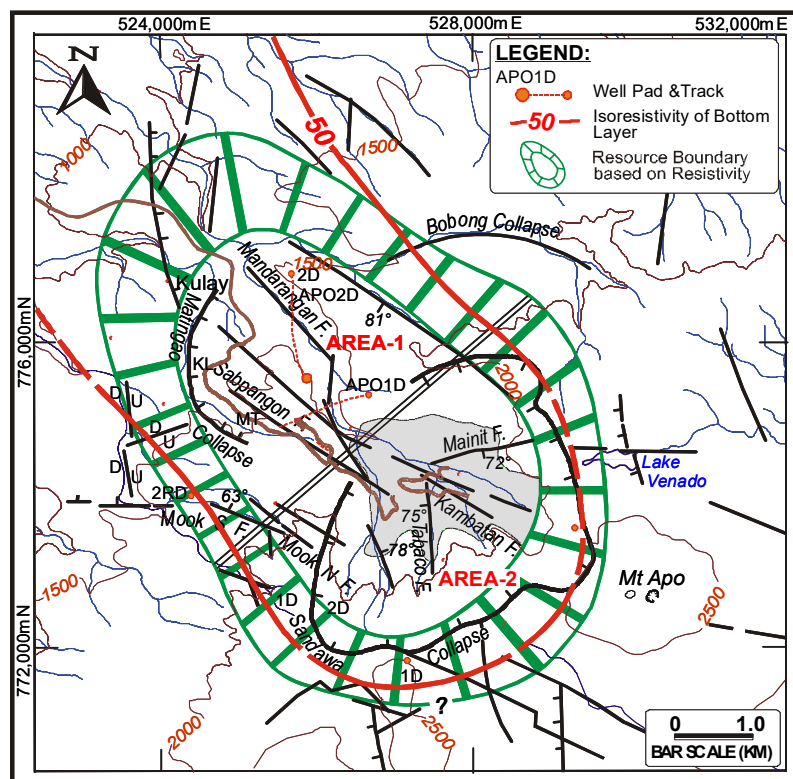 524,000mE
528,000mE
532,000mE
N
LEGEND:
APO1D
Well Pad &Track
50
Isoresistivity of Bottom
Layer
Resource Boundary
based on Resistivity
1000
50
1500
Bobong Collapse
1500
Kulay
Mandarangan F.
2D
APO2D
81°
Matingao
AREA-1
776,000mN
2000
KL
Sabpangon F.
APO1D
MT
D
U
D
U
Collapse
Mainit F.
72°
Lake
Venado
D
U
2RD
63°
Mook S F.
75°
Kambatan F.
Mook N F.
78°
Tabaco F.
AREA-2
Mt Apo
1500
2500
1D
2D
Sandawa
Collapse
1D
772,000mN
?
2000
2500
0 1.0
BAR SCALE (KM)